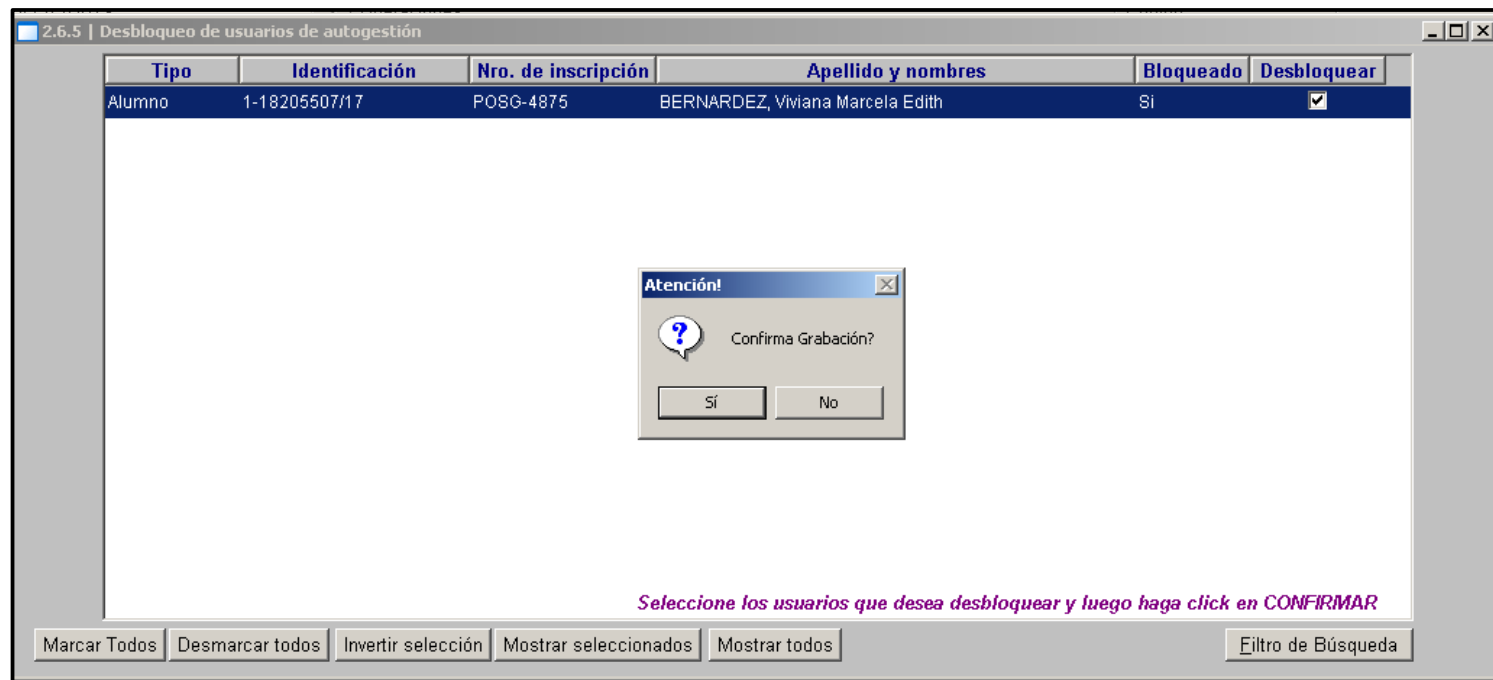 2.6.5 | Desbloqueo de usuarios de autogestión
Tipo Identificación Nro. de inscripción Apellido y nombres Bloqueado Desbloquear
Alumno 1-18205507/17 POSG-4875 BERNARDEZ, Viviana Marcela Edith Si
Atención!
Confirma Grabación?
Sí No
Seleccione los usuarios que desea desbloquear y luego haga click en CONFIRMAR
Marcar Todos Desmarcar todos Invertir selección Mostrar seleccionados Mostrar todos Filtro de Búsqueda